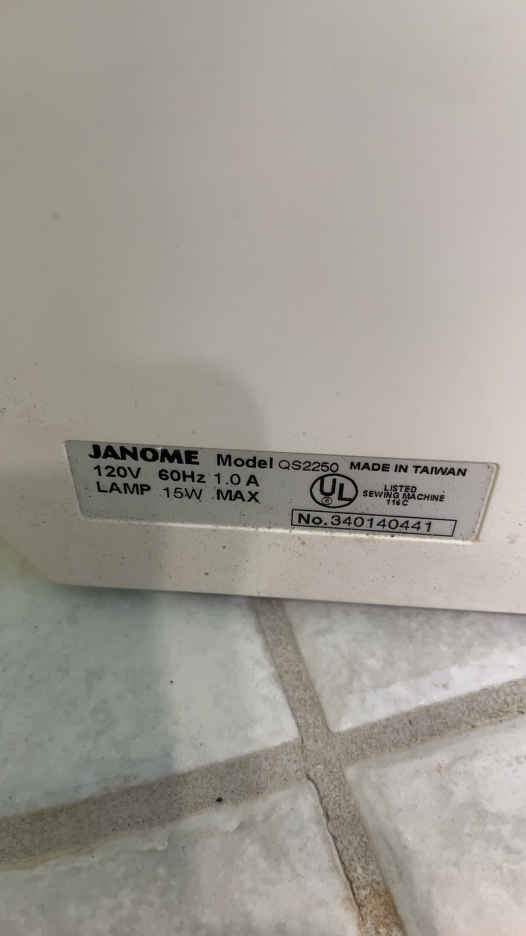 JANOME Model QS2250 MADE IN TAIWAN
120V 60Hz 1.0 A
LAMP 15W MAX
UL
LISTED
SEWING MACHINE
116C
No. 340140441